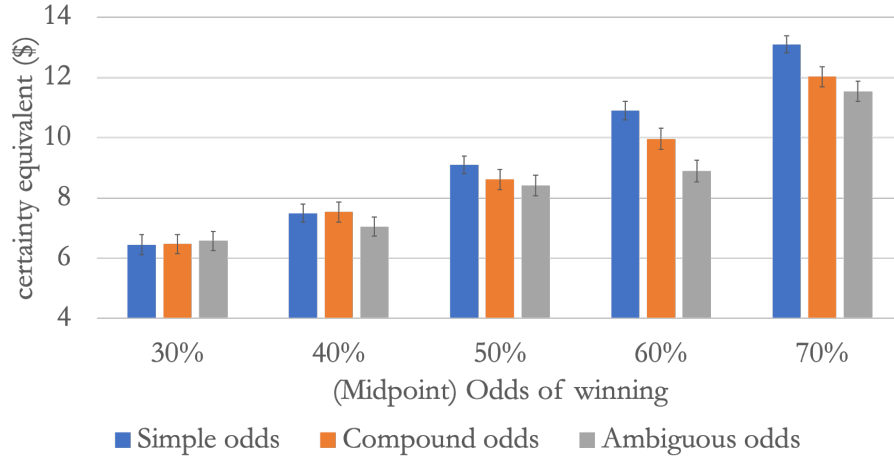 certainty equivalent ($)
14
12
10
8
6
4
30% 40% 50% 60% 70%
(Midpoint) Odds of winning
Simple odds Compound odds Ambiguous odds